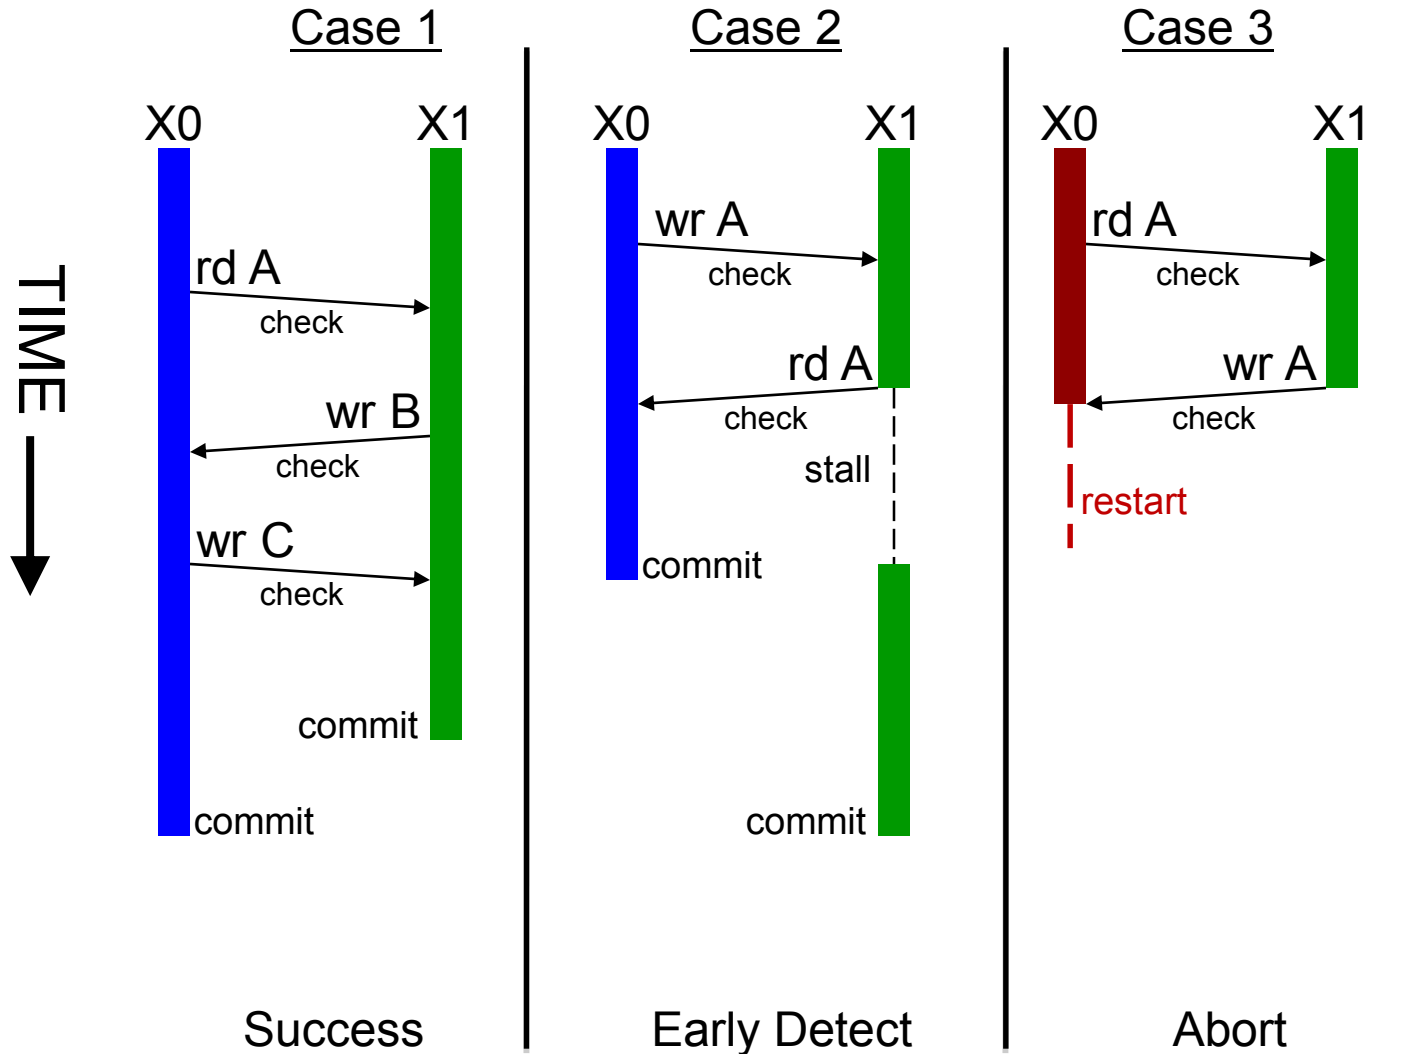 Case 1
X0
X1
rd A
check
wr B
check
wr C
check
commit
commit
Success
Case 2
X0
X1
wr A
check
rd A
check
stall
commit
commit
Early Detect
Case 3
X0
X1
rd A
check
wr A
check
restart
Abort
TIME